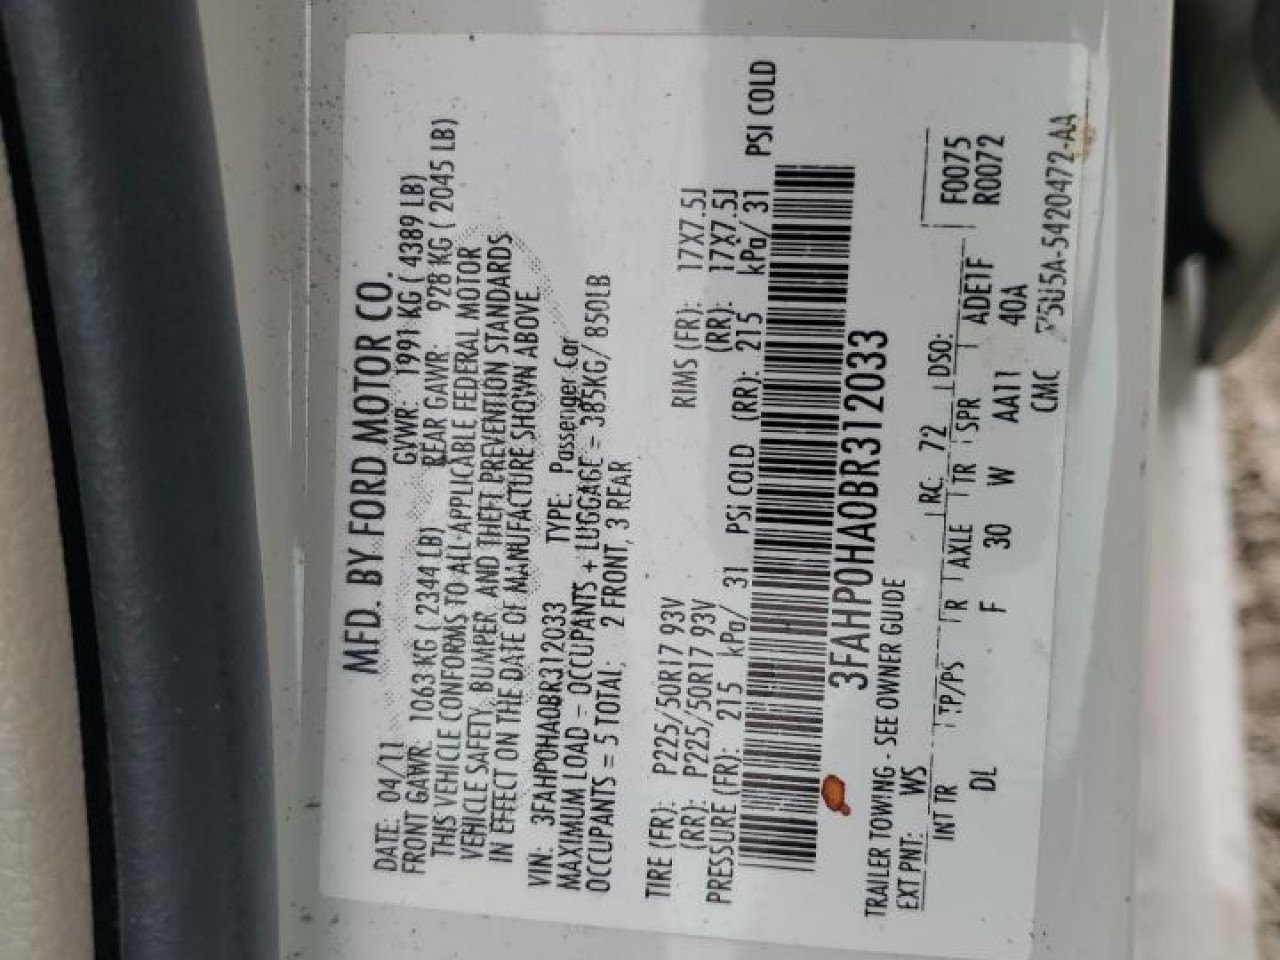 MFD. BY FORD MOTOR CO.
DATE: 04/11 GVWR: 1991 KG ( 4389 LB)
FRONT GAWR: 1063 KG ( 2344 LB) REAR GAWR: 928 KG ( 2045 LB)
THIS VEHICLE CONFORMS TO ALL APPLICABLE FEDERAL MOTOR
VEHICLE SAFETY, BUMPER, AND THEFT PREVENTION STANDARDS
IN EFFECT ON THE DATE OF MANUFACTURE SHOWN ABOVE.
VIN: 3FAHP0HA0BR312033 TYPE: Passenger Car
MAXIMUM LOAD = OCCUPANTS + LUGGAGE = 385KG/ 850LB
OCCUPANTS = 5 TOTAL; 2 FRONT, 3 REAR
TIRE (FR): P225/50R17 93V RIMS (FR): 17X7.5J
(RR): P225/50R17 93V (RR): 17X7.5J
PRESSURE (FR): 215 kPa/ 31 PSI COLD (RR): 215 kPa/ 31 PSI COLD
3FAHP0HA0BR312033
TRAILER TOWING - SEE OWNER GUIDE
EXT PNT: WS RC: 72 DSO:
INT TR TP/PS R AXLE TR SPR ADE1F F0075
DL F 30 W AA11 40A R0072
CMC 5U5A-5420472-AA